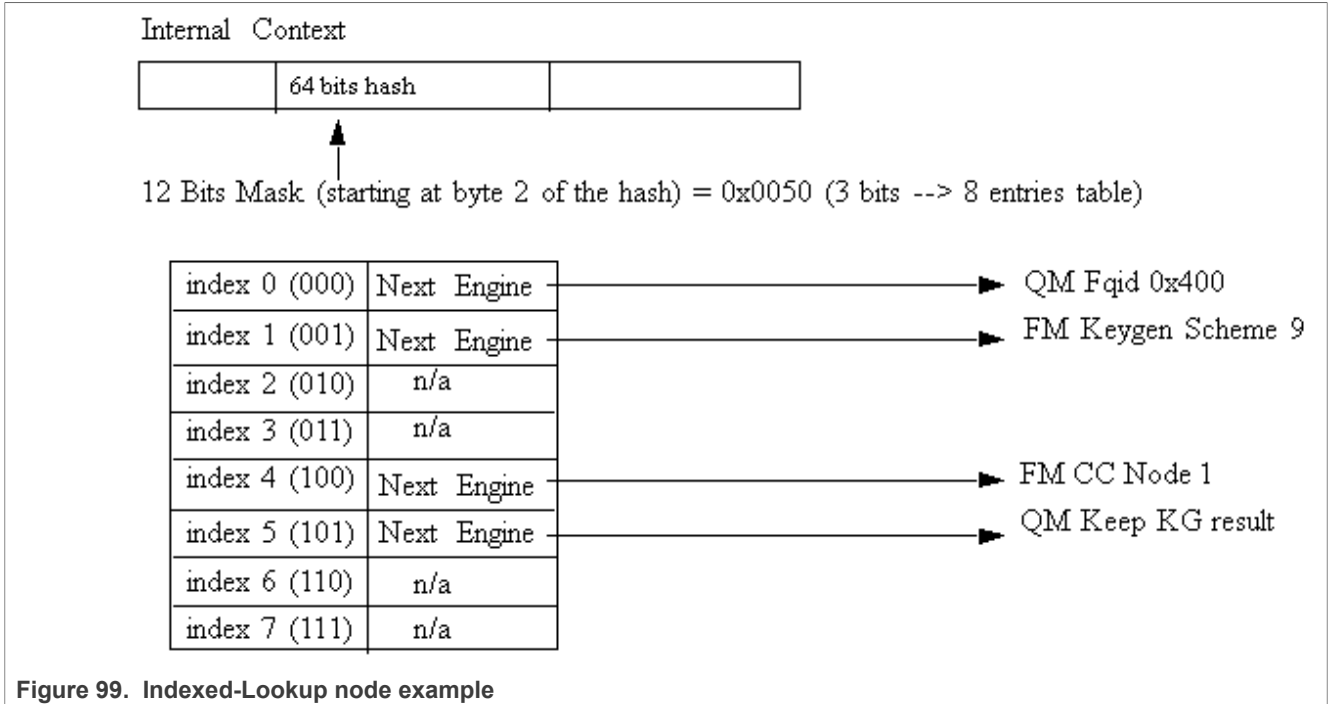 Internal Context
64 bits hash
12 Bits Mask (starting at byte 2 of the hash) = 0x0050 (3 bits --> 8 entries table)
index 0 (000) Next Engine QM Fqid 0x400
index 1 (001) Next Engine FM Keygen Scheme 9
index 2 (010) n/a
index 3 (011) n/a
index 4 (100) Next Engine FM CC Node 1
index 5 (101) Next Engine QM Keep KG result
index 6 (110) n/a
index 7 (111) n/a
Figure 99. Indexed-Lookup node example